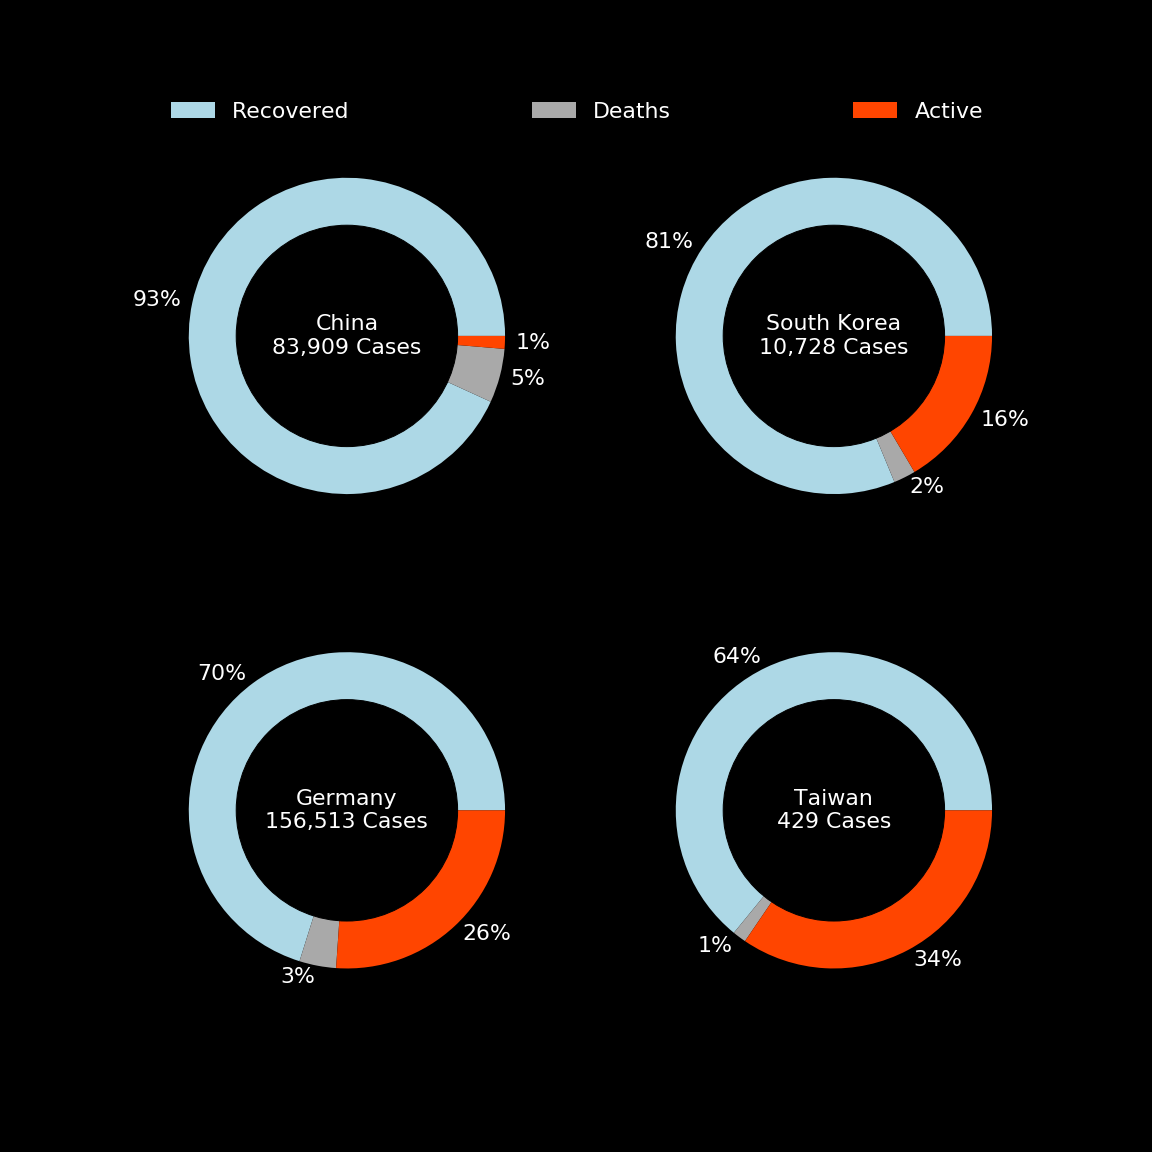 Recovered
Deaths
Active
93%
China
83,909 Cases
1%
5%
81%
South Korea
10,728 Cases
16%
2%
70%
Germany
156,513 Cases
26%
3%
64%
Taiwan
429 Cases
1%
34%